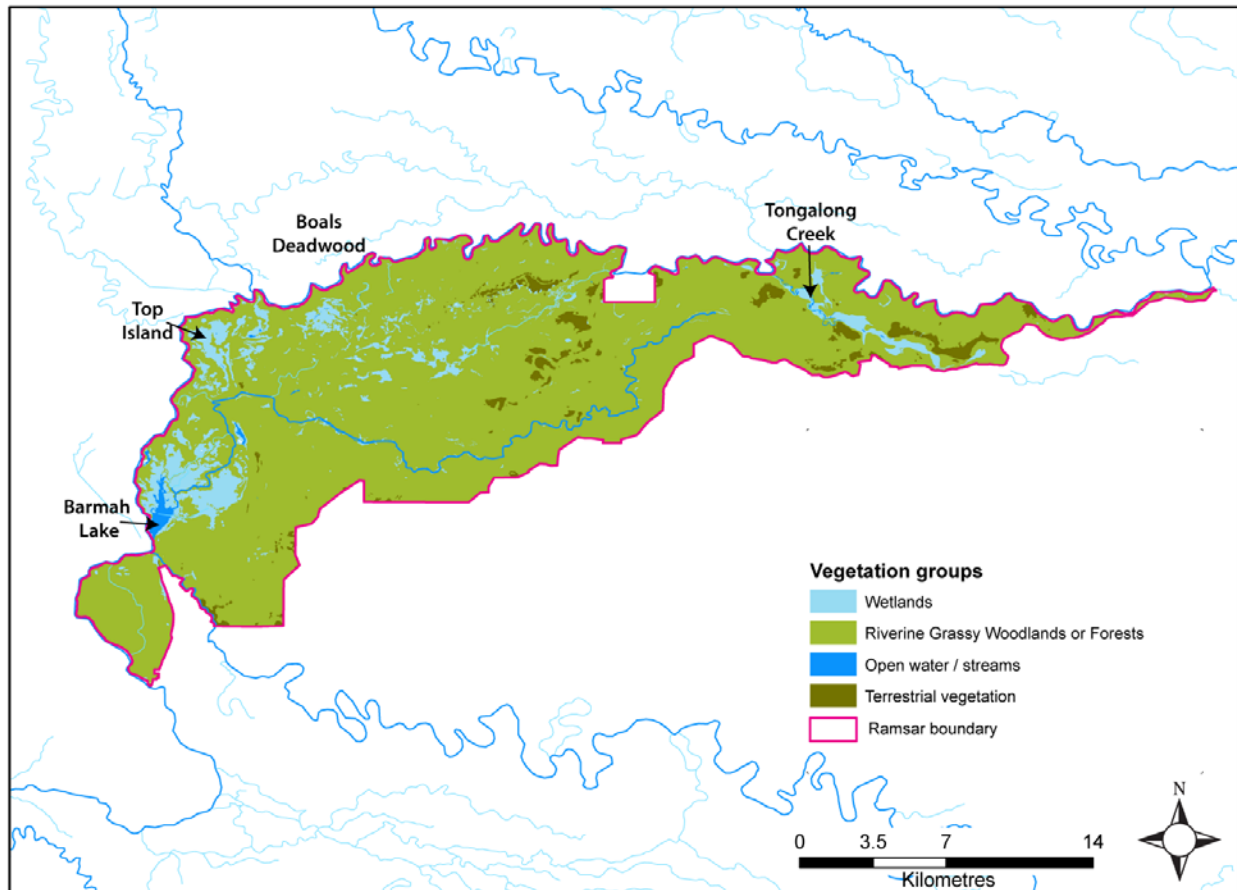 Boals
Deadwood
Tongalong
Creek
Top
Island
Barmah
Lake
Vegetation groups
Wetlands
Riverine Grassy Woodlands or Forests
Open water / streams
Terrestrial vegetation
Ramsar boundary
N
0 3.5 7 14
Kilometres